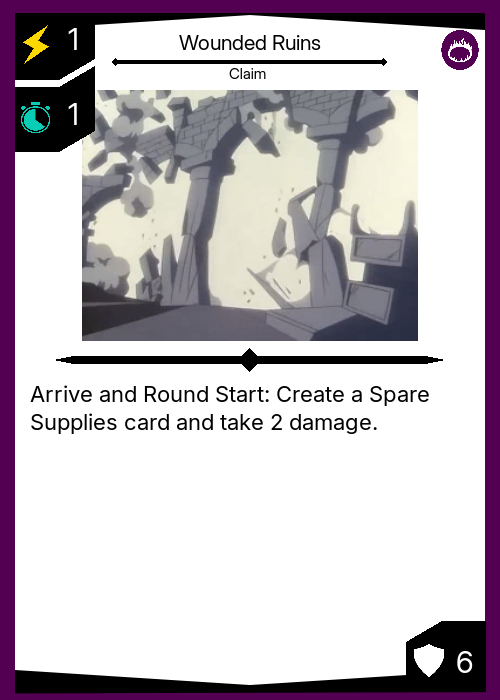 1
Wounded Ruins
Claim
1
Arrive and Round Start: Create a Spare
Supplies card and take 2 damage.
6